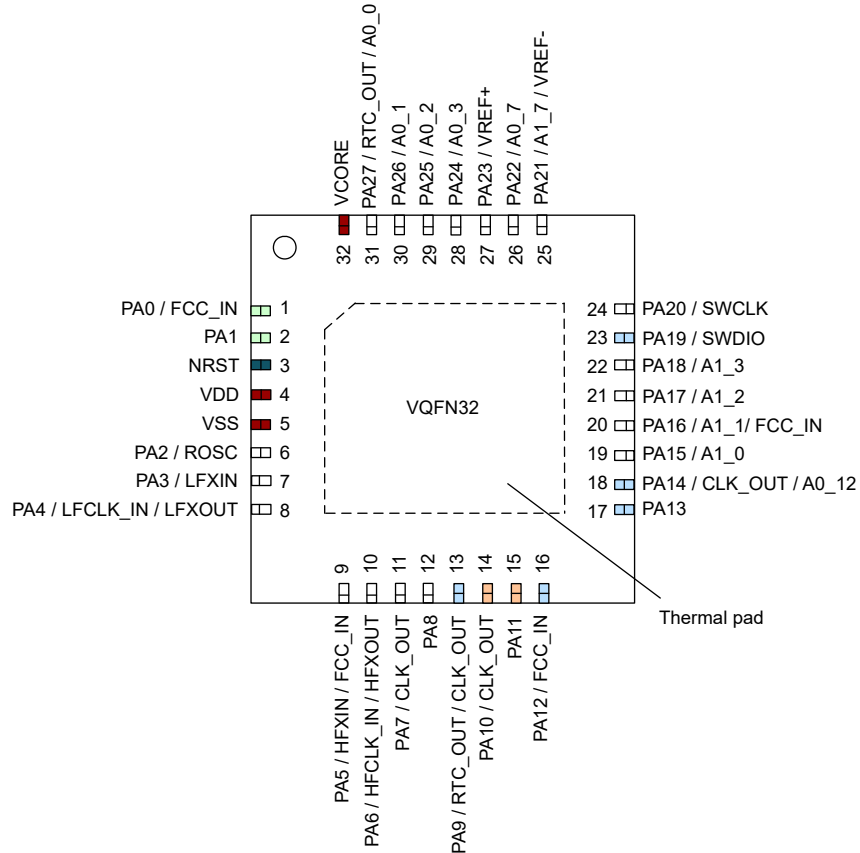 VCORE
PA27 / RTC_OUT / A0_0
PA26 / A0_1
PA25 / A0_2
PA24 / A0_3
PA23 / VREF+
PA22 / A0_7
PA21 / A1_7 / VREF-
32
31
30
29
28
27
26
25
PA0 / FCC_IN 1
PA1 2
NRST 3
VDD 4
VSS 5
PA2 / ROSC 6
PA3 / LFXIN 7
PA4 / LFCLK_IN / LFXOUT 8
VQFN32
24 PA20 / SWCLK
23 PA19 / SWDIO
22 PA18 / A1_3
21 PA17 / A1_2
20 PA16 / A1_1/ FCC_IN
19 PA15 / A1_0
18 PA14 / CLK_OUT / A0_12
17 PA13
9
10
11
12
13
14
15
16
PA5 / HFXIN / FCC_IN
PA6 / HFCLK_IN / HFXOUT
PA7 / CLK_OUT
PA8
PA9 / RTC_OUT / CLK_OUT
PA10 / CLK_OUT
PA11
PA12 / FCC_IN
Thermal pad